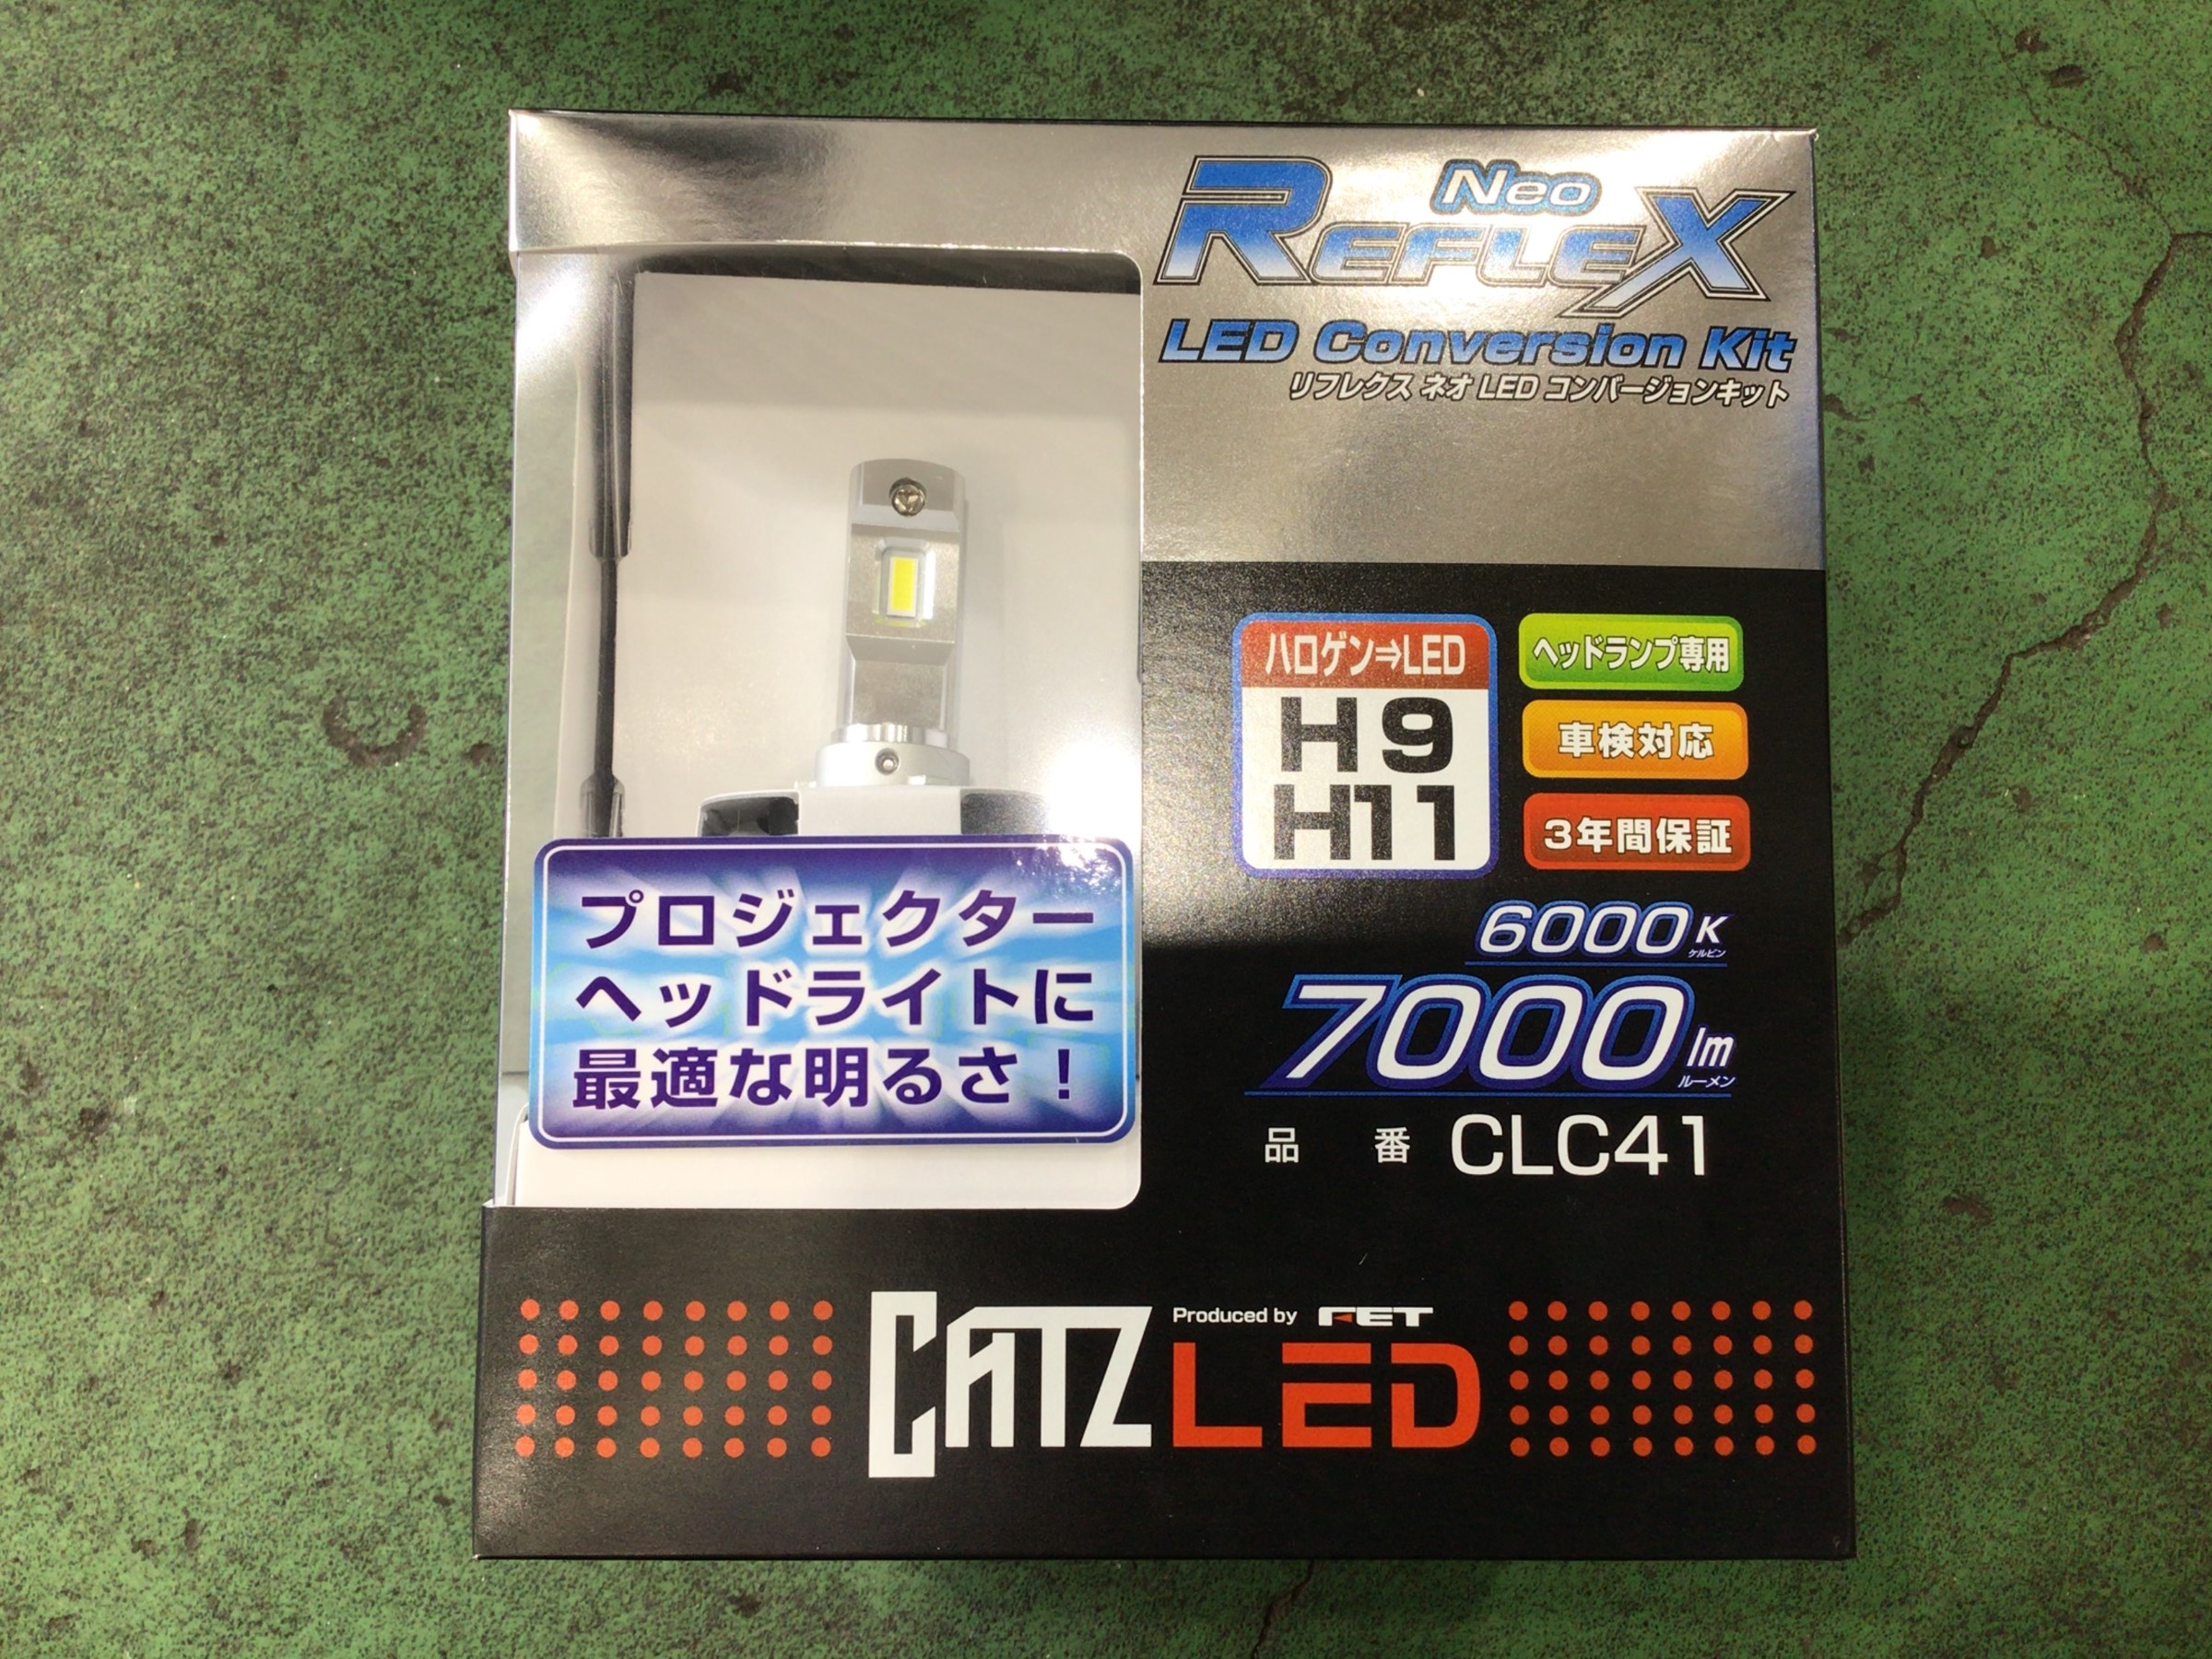 Neo
REFLEX
LED Conversion Kit
リフレクス ネオ LED コンバージョンキット
ハロゲン⇒LED
H9
H11
ヘッドランプ専用
車検対応
3年間保証
プロジェクター
ヘッドライトに
最適な明るさ！
6000K
ケルビン
7000lm
ルーメン
品番 CLC41
CATZ
Produced by FET
LED